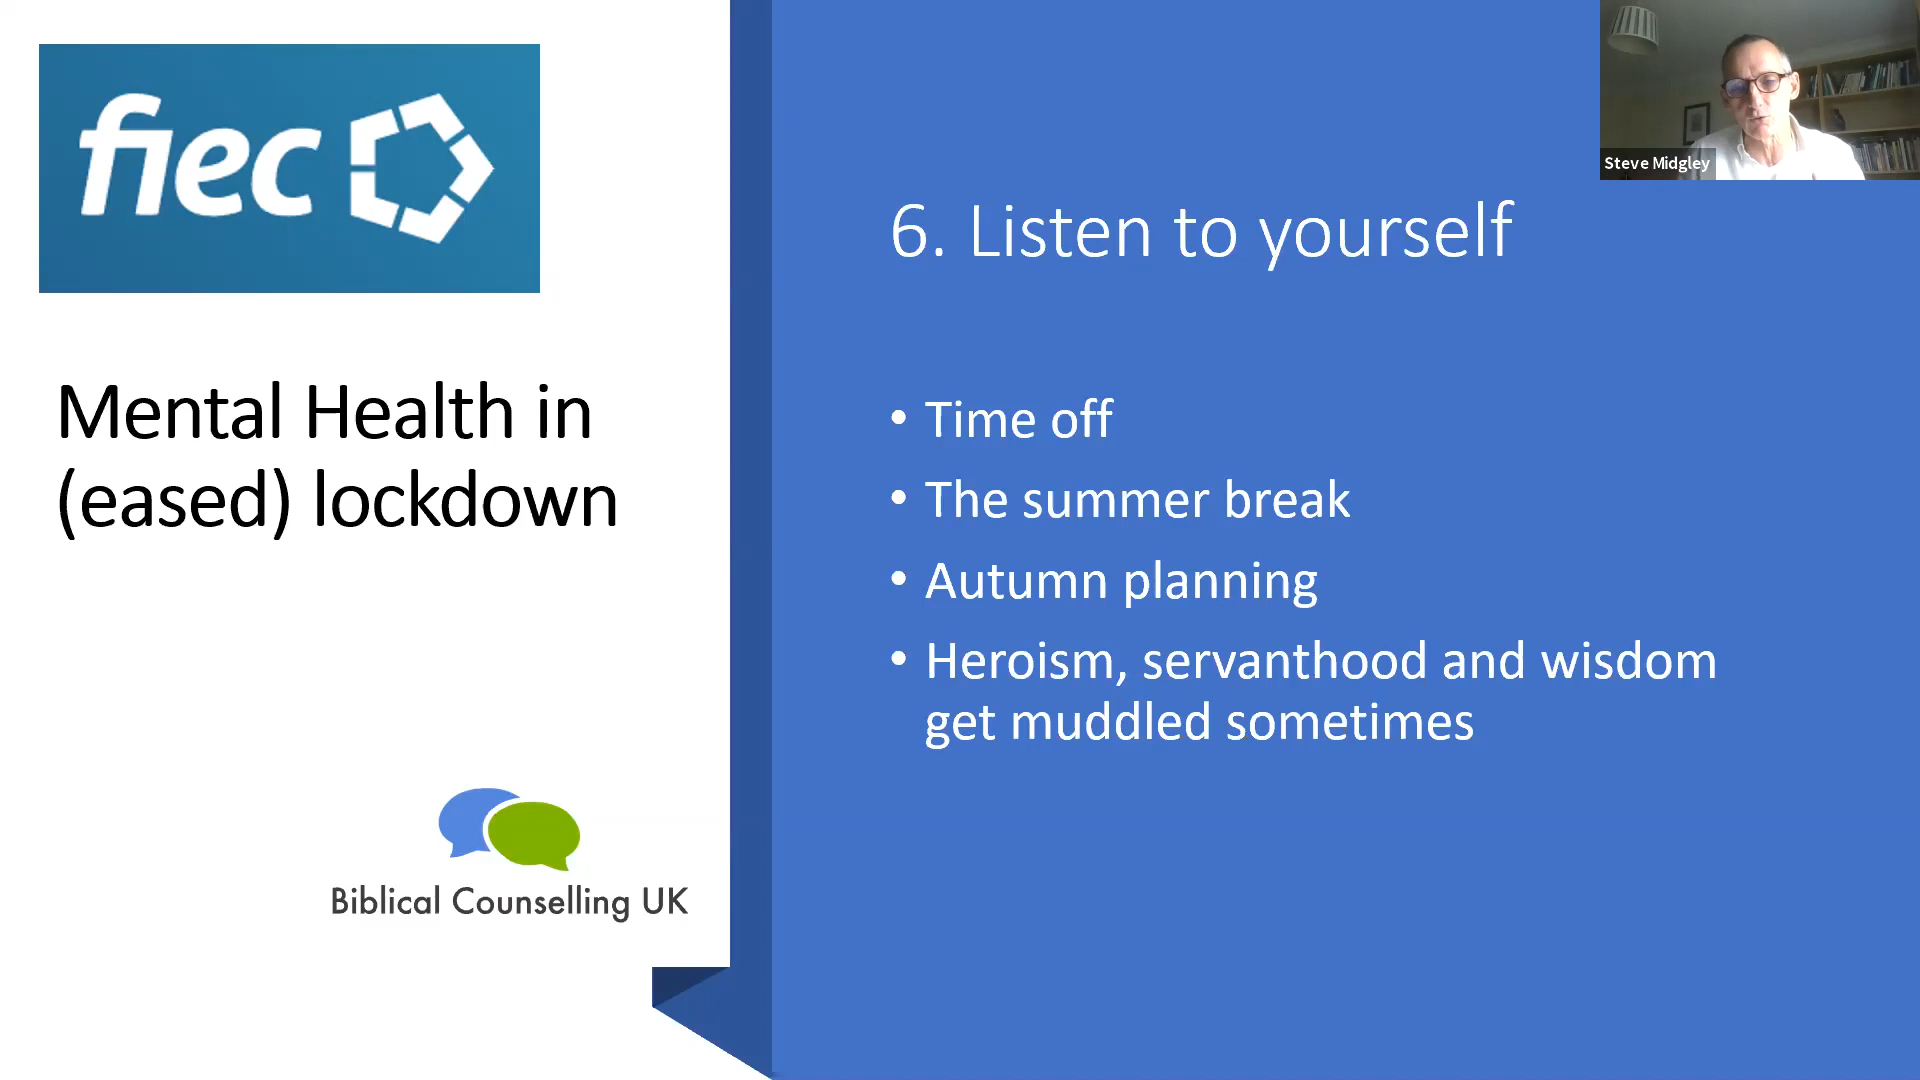 fiec
Mental Health in
(eased) lockdown
Biblical Counselling UK
6. Listen to yourself
• Time off
• The summer break
• Autumn planning
• Heroism, servanthood and wisdom
get muddled sometimes
Steve Midgley